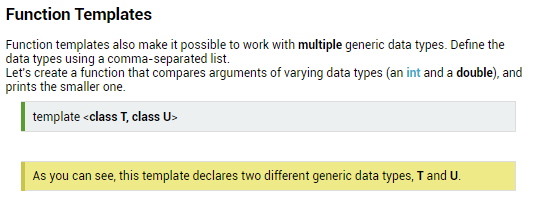 Function Templates
Function templates also make it possible to work with multiple generic data types. Define the
data types using a comma-separated list.
Let's create a function that compares arguments of varying data types (an int and a double), and
prints the smaller one.
template <class T, class U>
As you can see, this template declares two different generic data types, T and U.